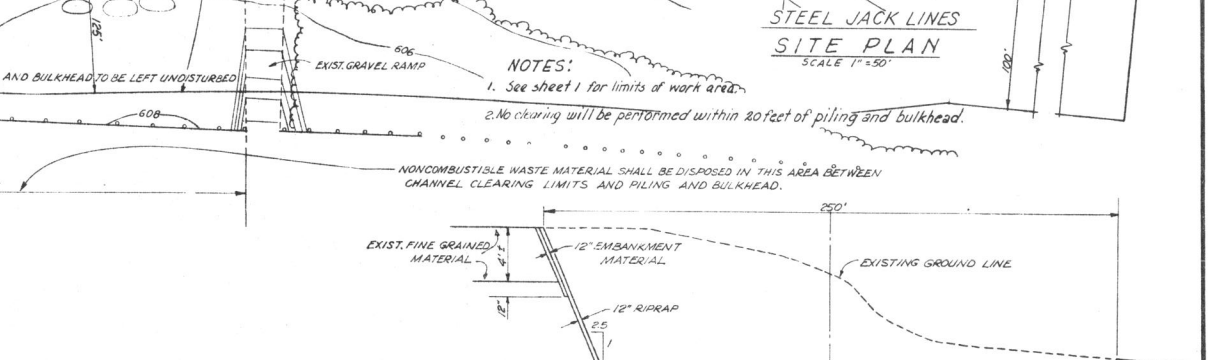 STEEL JACK LINES
SITE PLAN
SCALE 1"=50'
25'
100'
606
EXIST. GRAVEL RAMP
AND BULKHEAD TO BE LEFT UNDISTURBED
608
NOTES:
1. See sheet 1 for limits of work area.
2. No clearing will be performed within 20 feet of piling and bulkhead.
NONCOMBUSTIBLE WASTE MATERIAL SHALL BE DISPOSED IN THIS AREA BETWEEN
CHANNEL CLEARING LIMITS AND PILING AND BULKHEAD.
250'
EXIST. FINE GRAINED
MATERIAL
4'±
12"
12" EMBANKMENT
MATERIAL
EXISTING GROUND LINE
12" RIPRAP
2.5
1